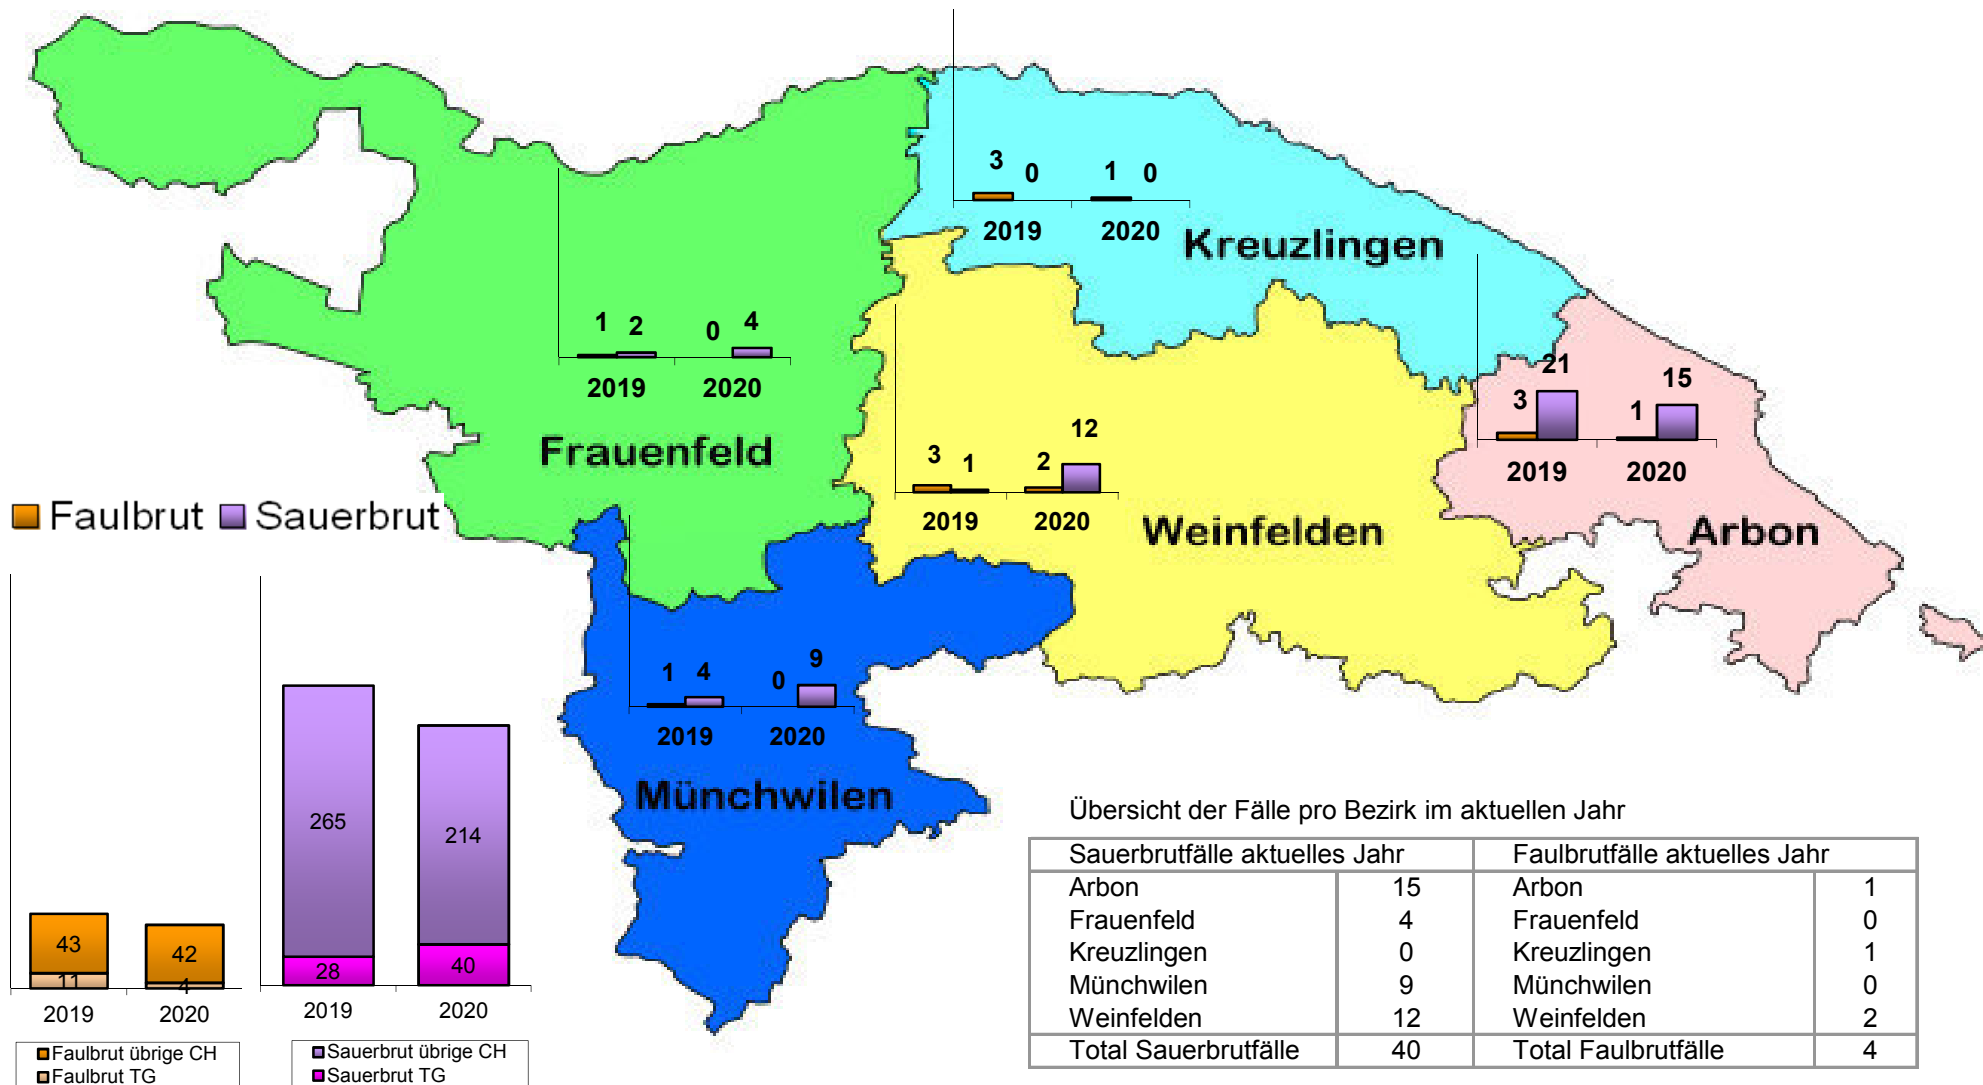 3 0 1 0
2019 2020
Kreuzlingen
1 2 0 4
2019 2020
Frauenfeld
3 21 1 15
2019 2020
Arbon
3 1 2 12
2019 2020
Weinfelden
Faulbrut Sauerbrut
1 4 0 9
2019 2020
Münchwilen
43 42
11 4
2019 2020
Faulbrut übrige CH
Faulbrut TG
265 214
28 40
2019 2020
Sauerbrut übrige CH
Sauerbrut TG
Übersicht der Fälle pro Bezirk im aktuellen Jahr
Sauerbrutfälle aktuelles Jahr Faulbrutfälle aktuelles Jahr
Arbon 15 Arbon 1
Frauenfeld 4 Frauenfeld 0
Kreuzlingen 0 Kreuzlingen 1
Münchwilen 9 Münchwilen 0
Weinfelden 12 Weinfelden 2
Total Sauerbrutfälle 40 Total Faulbrutfälle 4